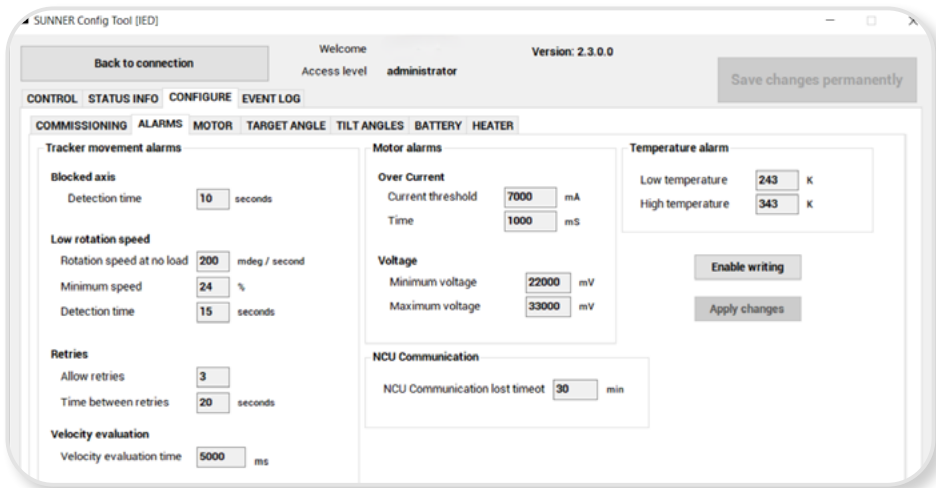 SUNNER Config Tool [IED]
Back to connection
Welcome
Version: 2.3.0.0
Access level administrator
Save changes permanently
CONTROL STATUS INFO CONFIGURE EVENT LOG
COMMISSIONING ALARMS MOTOR TARGET ANGLE TILT ANGLES BATTERY HEATER
Tracker movement alarms
Blocked axis
Detection time 10 seconds
Low rotation speed
Rotation speed at no load 200 mdeg / second
Minimum speed 24 %
Detection time 15 seconds
Retries
Allow retries 3
Time between retries 20 seconds
Velocity evaluation
Velocity evaluation time 5000 ms
Motor alarms
Over Current
Current threshold 7000 mA
Time 1000 mS
Voltage
Minimum voltage 22000 mV
Maximum voltage 33000 mV
NCU Communication
NCU Communication lost timeot 30 min
Temperature alarm
Low temperature 243 K
High temperature 343 K
Enable writing
Apply changes